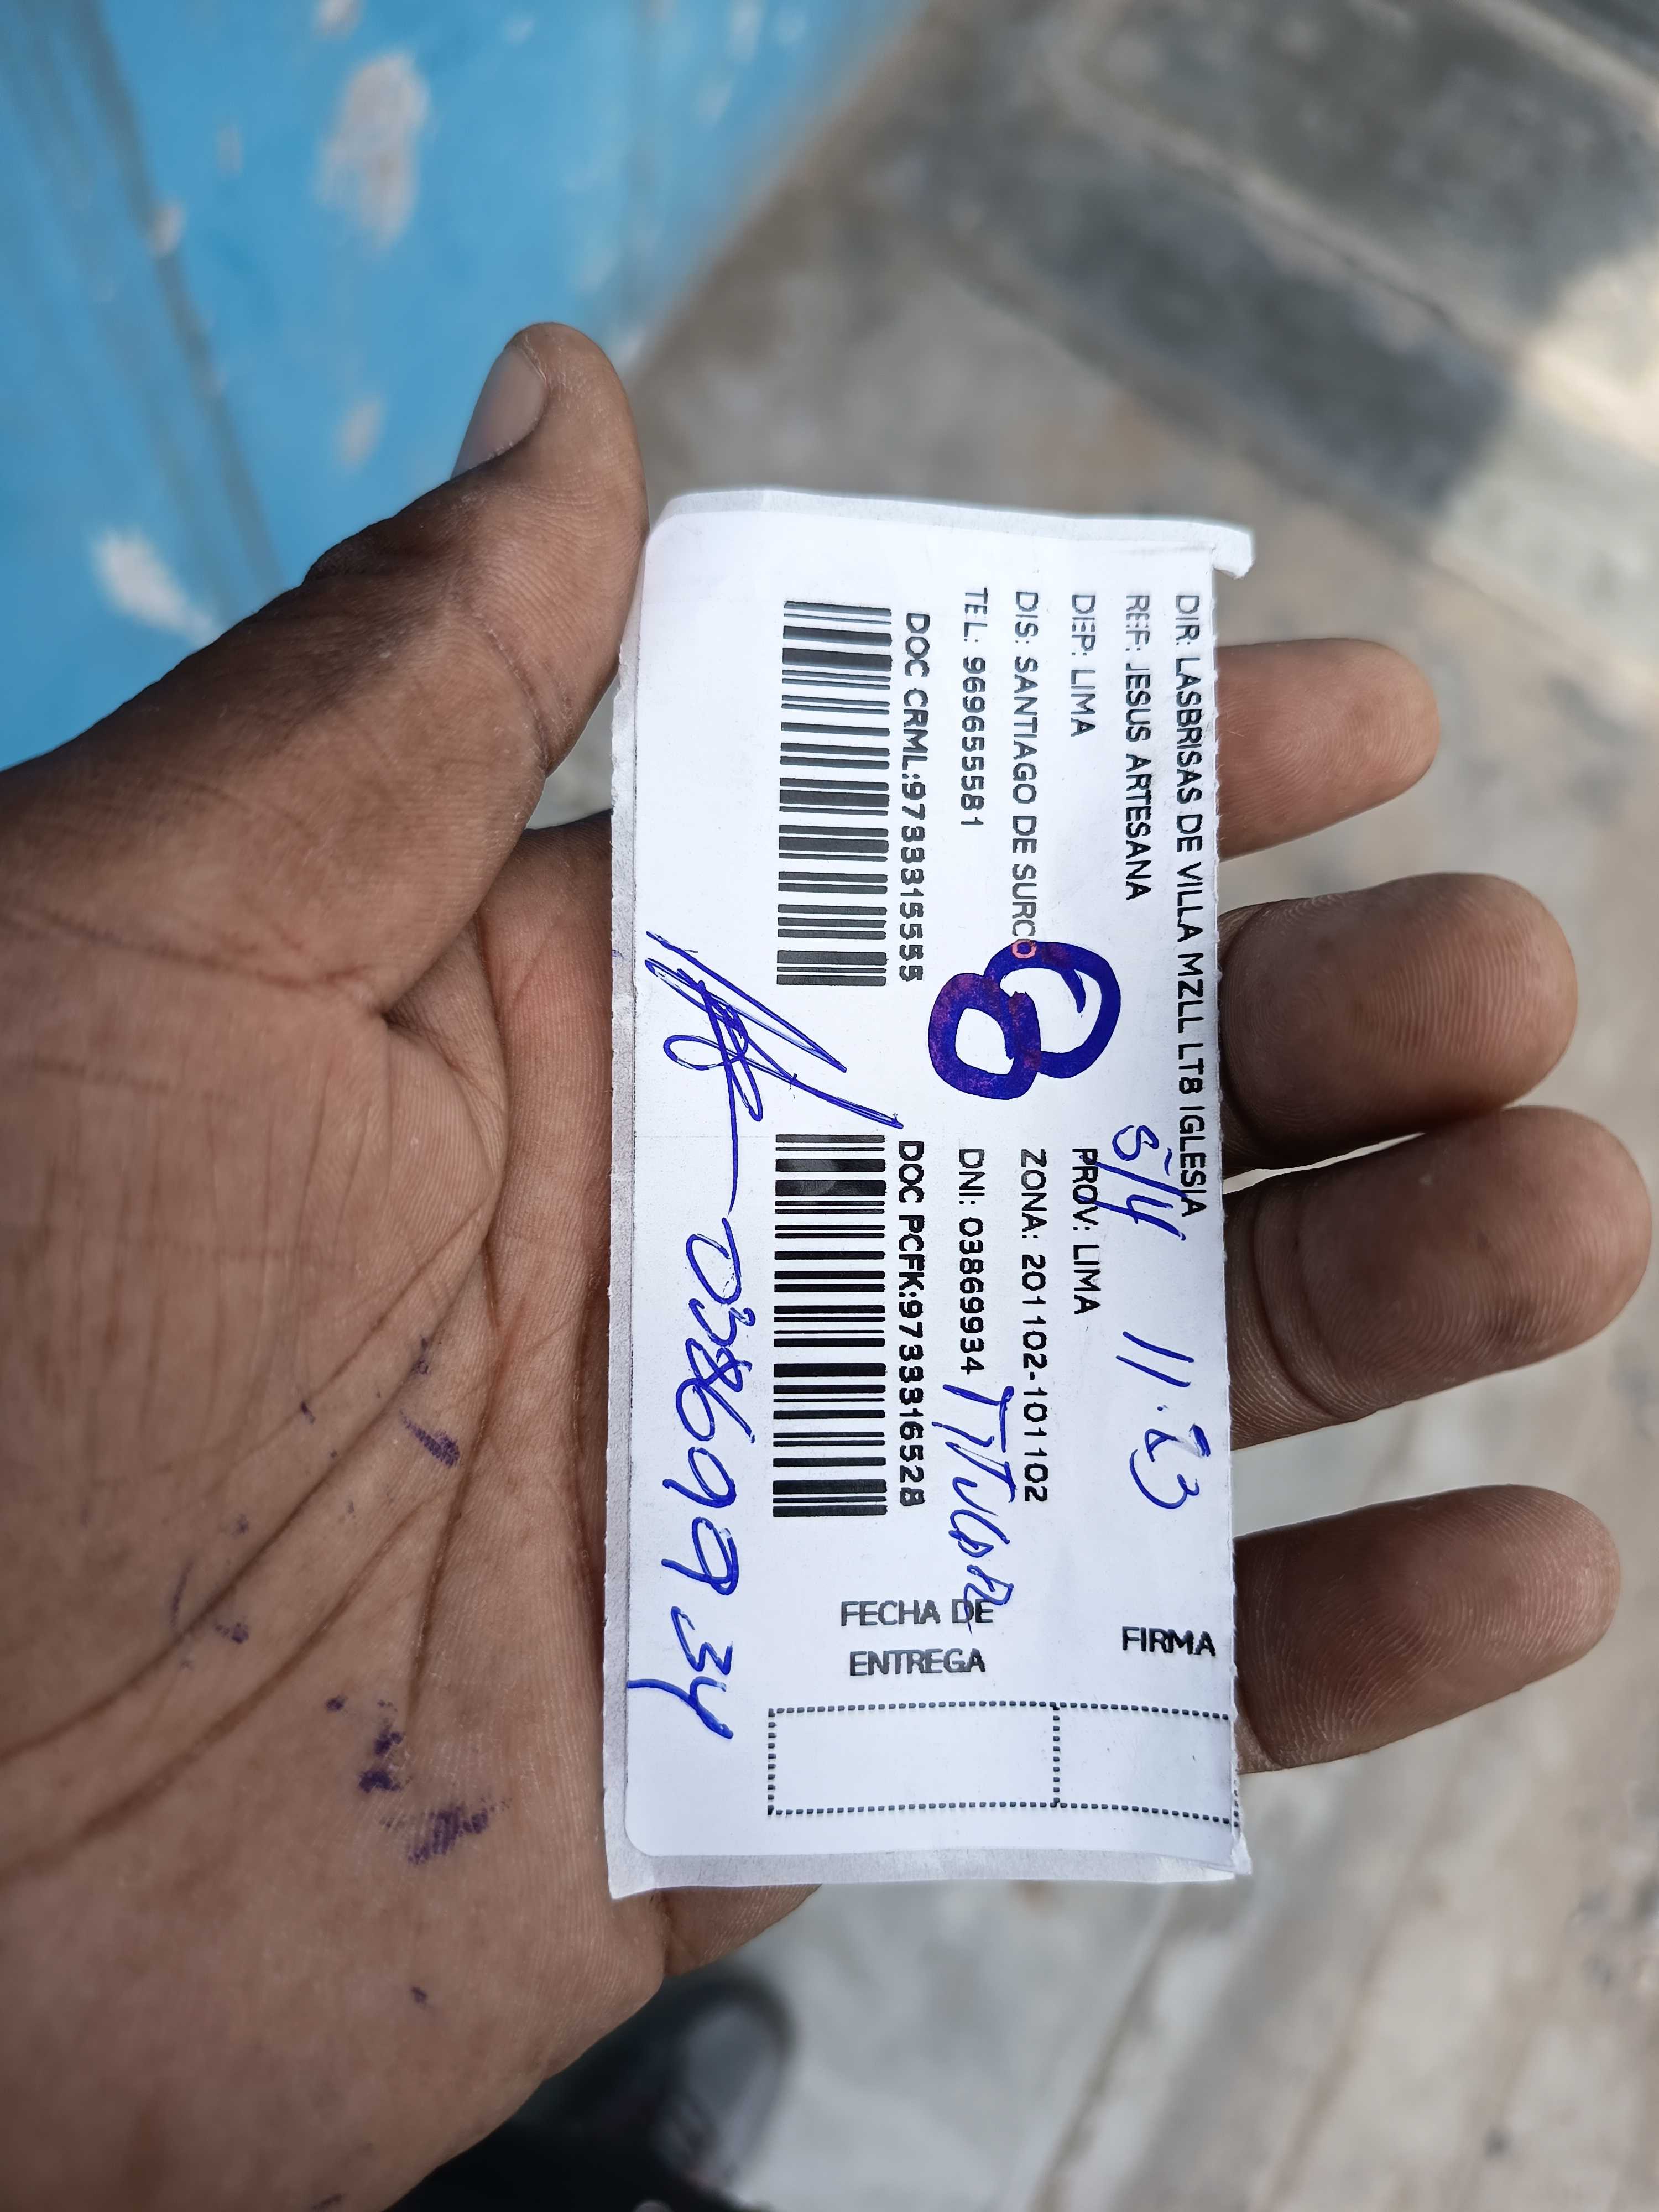 DIR: LASBRISAS DE VILLA MZLL LT8 IGLESIA
REF: JESUS ARTESANA
5/4 11:23
DEP: LIMA PROV: LIMA
DIS: SANTIAGO DE SURCO ZONA: 201102-101102
8
TEL: 969655581 DNI: 03869934
TITULAR
DOC CRML:9733315555 DOC PCFK:9733316528
03869934
FIRMA
FECHA DE
ENTREGA